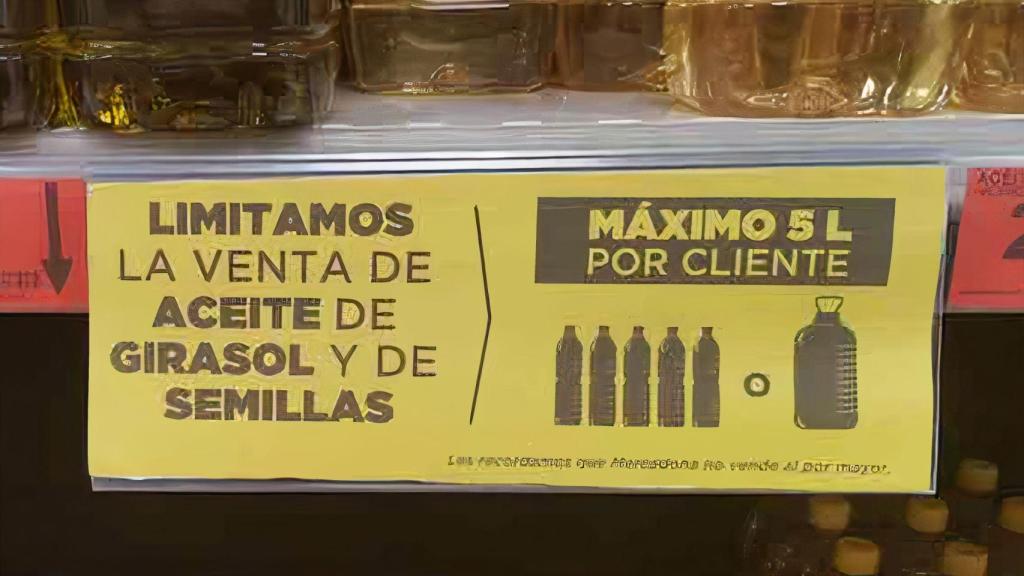 LIMITAMOS
LA VENTA DE
ACEITE DE
GIRASOL Y DE
SEMILLAS
MÁXIMO 5 L
POR CLIENTE
o